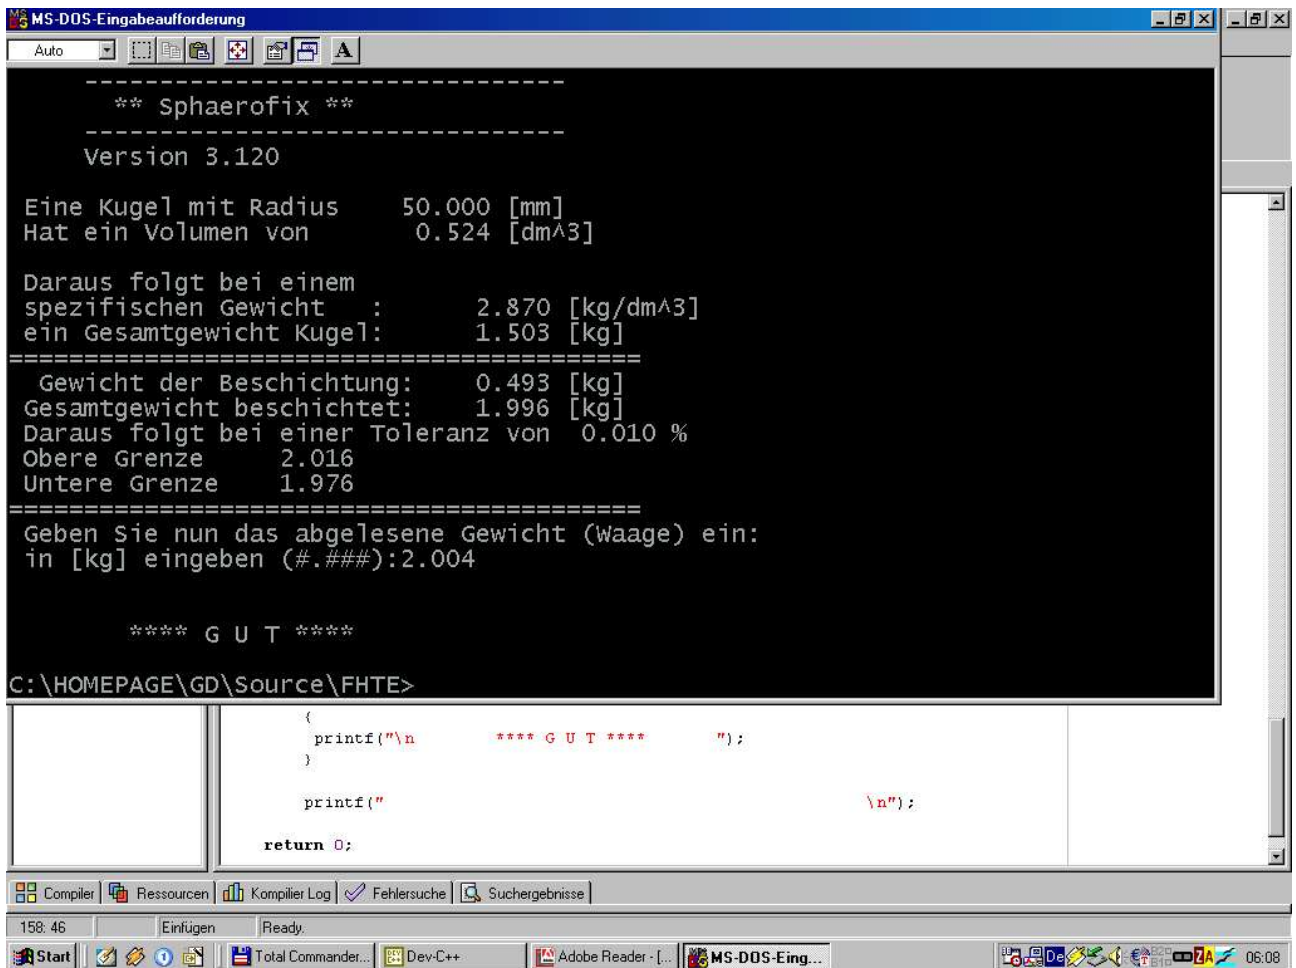 MS-DOS-Eingabeaufforderung
Auto
A
--------------------------------
** Sphaerofix **
--------------------------------
Version 3.120
Eine Kugel mit Radius 50.000 [mm]
Hat ein Volumen von 0.524 [dm^3]
Daraus folgt bei einem
spezifischen Gewicht : 2.870 [kg/dm^3]
ein Gesamtgewicht Kugel: 1.503 [kg]
==========================================
Gewicht der Beschichtung: 0.493 [kg]
Gesamtgewicht beschichtet: 1.996 [kg]
Daraus folgt bei einer Toleranz von 0.010 %
Obere Grenze 2.016
Untere Grenze 1.976
==========================================
Geben Sie nun das abgelesene Gewicht (Waage) ein:
in [kg] eingeben (#.###):2.004
**** G U T ****
C:\HOMEPAGE\GD\Source\FHTE>
{
printf("\n **** G U T **** ");
}
printf(" \n");
return 0;
Compiler Ressourcen Kompilier Log Fehlersuche Suchergebnisse
158: 46 Einfügen Ready.
Start Total Commander... Dev-C++ Adobe Reader - [... MS-DOS-Eing... De 06:08